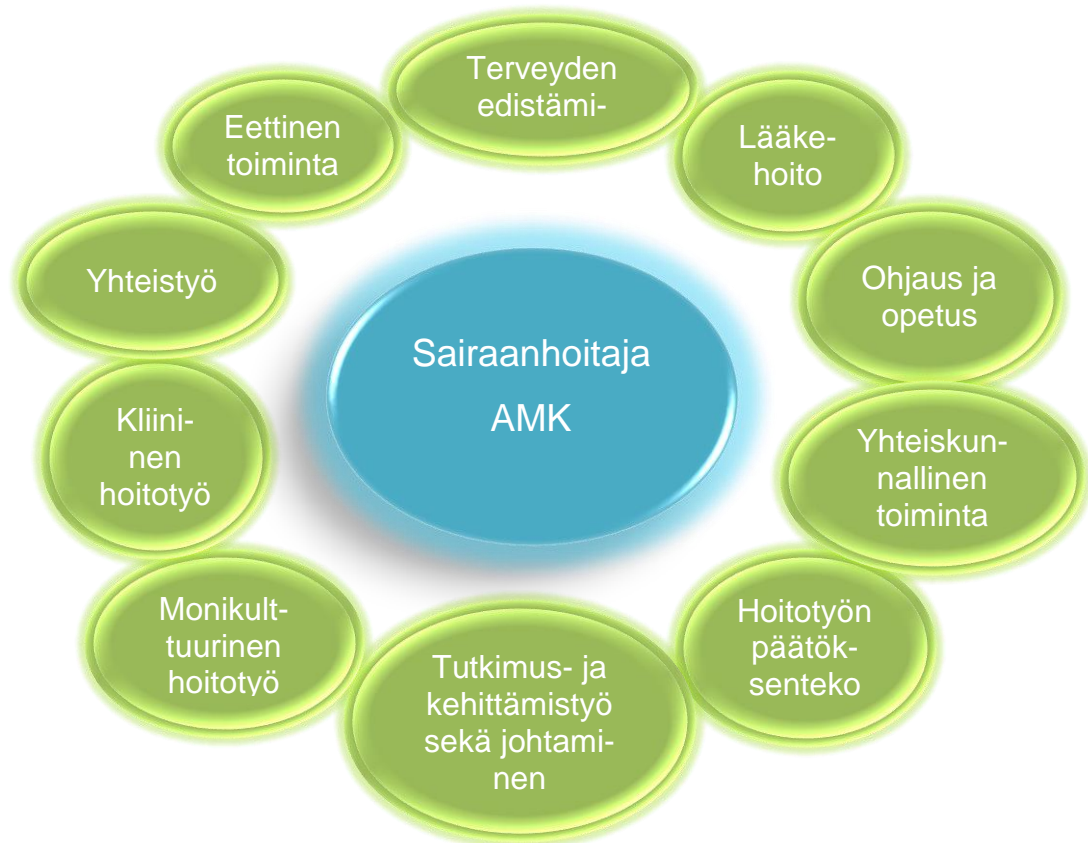 Terveyden
edistämi-
Lääke-
hoito
Ohjaus ja
opetus
Yhteiskun-
nallinen
toiminta
Hoitotyön
päätök-
senteko
Tutkimus- ja
kehittämistyö
sekä johtami-
nen
Monikult-
tuurinen
hoitotyö
Kliini-
nen
hoitotyö
Yhteistyö
Eettinen
toiminta
Sairaanhoitaja
AMK